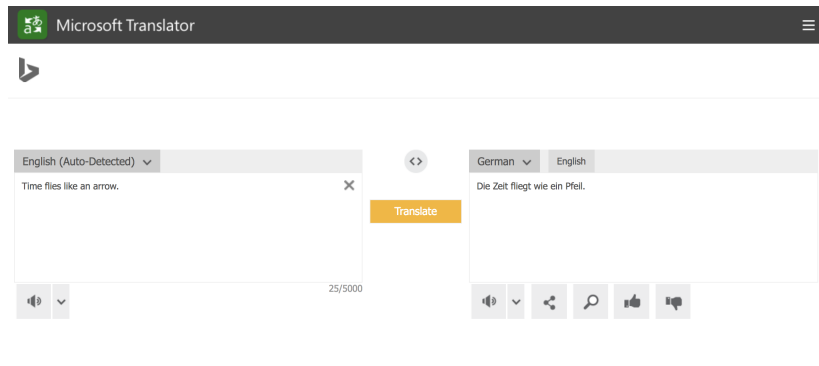 Microsoft Translator
English (Auto-Detected)
German English
Time flies like an arrow.
Die Zeit fliegt wie ein Pfeil.
Translate
25/5000